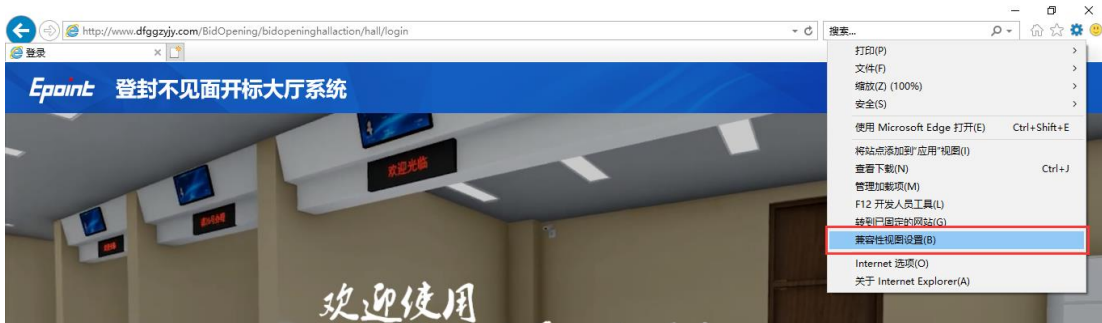 http://www.dfggzyjy.com/BidOpening/bidopeninghallaction/hall/login
搜索...
登录
Epoint 登封不见面开标大厅系统
打印(P)
文件(F)
缩放(Z) (100%)
安全(S)
使用 Microsoft Edge 打开(E) Ctrl+Shift+E
将站点添加到“应用”视图(I)
查看下载(N) Ctrl+J
管理加载项(M)
F12 开发人员工具(L)
转到已固定的网站(G)
兼容性视图设置(B)
Internet 选项(O)
关于 Internet Explorer(A)
欢迎光临
欢迎使用